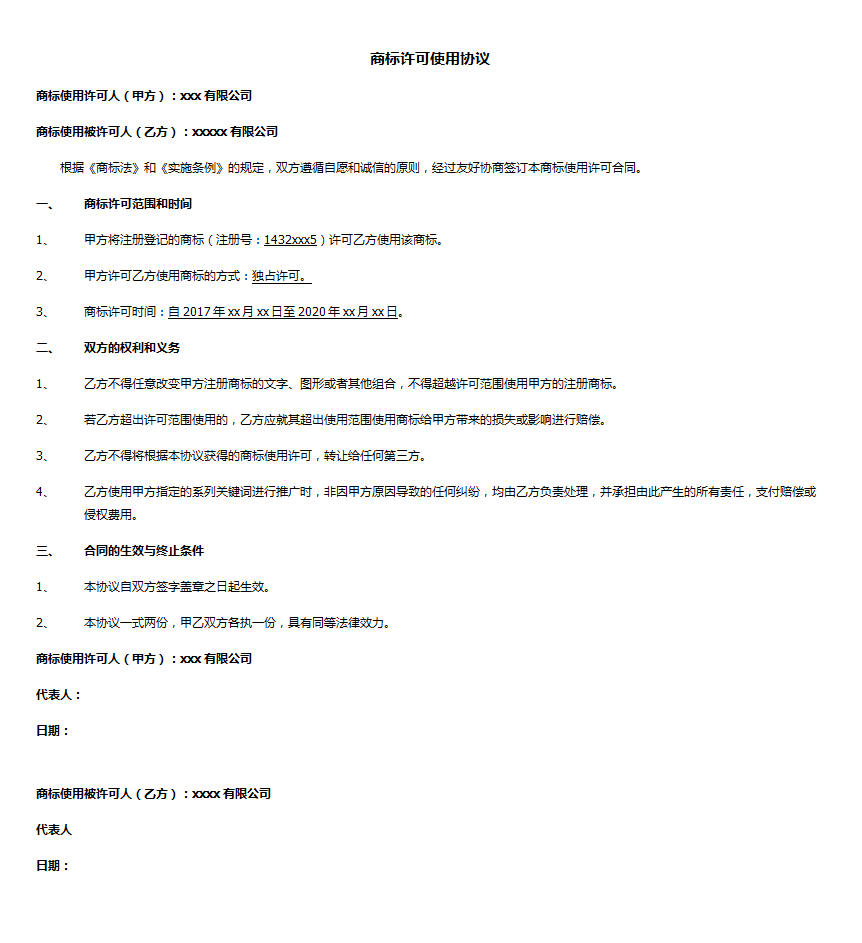 商标许可使用协议
商标使用许可人（甲方）：xxx 有限公司
商标使用被许可人（乙方）：xxxxx 有限公司
根据《商标法》和《实施条例》的规定，双方遵循自愿和诚信的原则，经过友好协商签订本商标使用许可合同。
一、 商标许可范围和时间
1、 甲方将注册登记的商标（注册号：1432xxx5）许可乙方使用该商标。
2、 甲方许可乙方使用商标的方式：独占许可。
3、 商标许可时间：自 2017 年 xx 月 xx 日至 2020 年 xx 月 xx 日。
二、 双方的权利和义务
1、 乙方不得任意改变甲方注册商标的文字、图形或者其他组合，不得超越许可范围使用甲方的注册商标。
2、 若乙方超出许可范围使用的，乙方应就其超出使用范围使用商标给甲方带来的损失或影响进行赔偿。
3、 乙方不得将根据本协议获得的商标使用许可，转让给任何第三方。
4、 乙方使用甲方指定的系列关键词进行推广时，非因甲方原因导致的任何纠纷，均由乙方负责处理，并承担由此产生的所有责任，支付赔偿或
侵权费用。
三、 合同的生效与终止条件
1、 本协议自双方签字盖章之日起生效。
2、 本协议一式两份，甲乙双方各执一份，具有同等法律效力。
商标使用许可人（甲方）：xxx 有限公司
代表人：
日期：
商标使用被许可人（乙方）：xxxx 有限公司
代表人
日期：